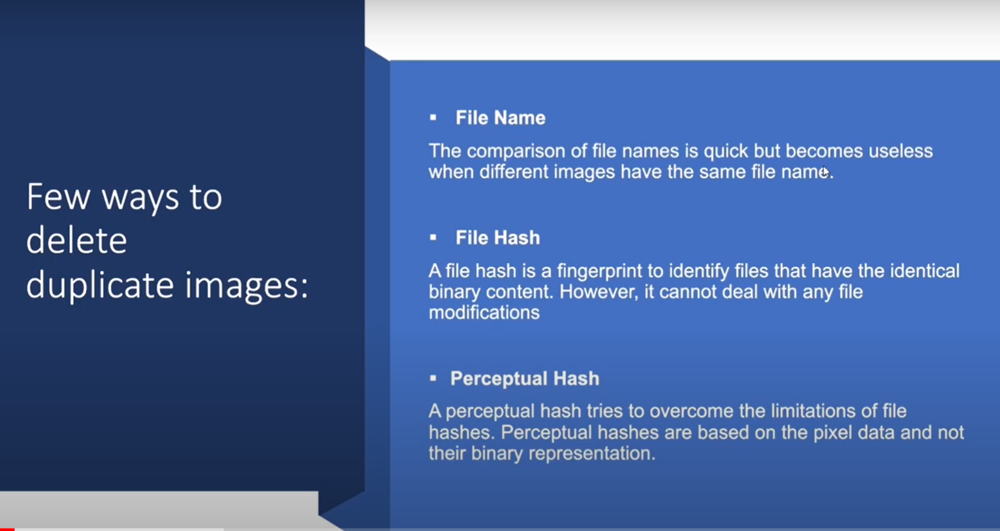 Few ways to
delete
duplicate images:
▪ File Name
The comparison of file names is quick but becomes useless
when different images have the same file name.
▪ File Hash
A file hash is a fingerprint to identify files that have the identical
binary content. However, it cannot deal with any file
modifications
▪ Perceptual Hash
A perceptual hash tries to overcome the limitations of file
hashes. Perceptual hashes are based on the pixel data and not
their binary representation.